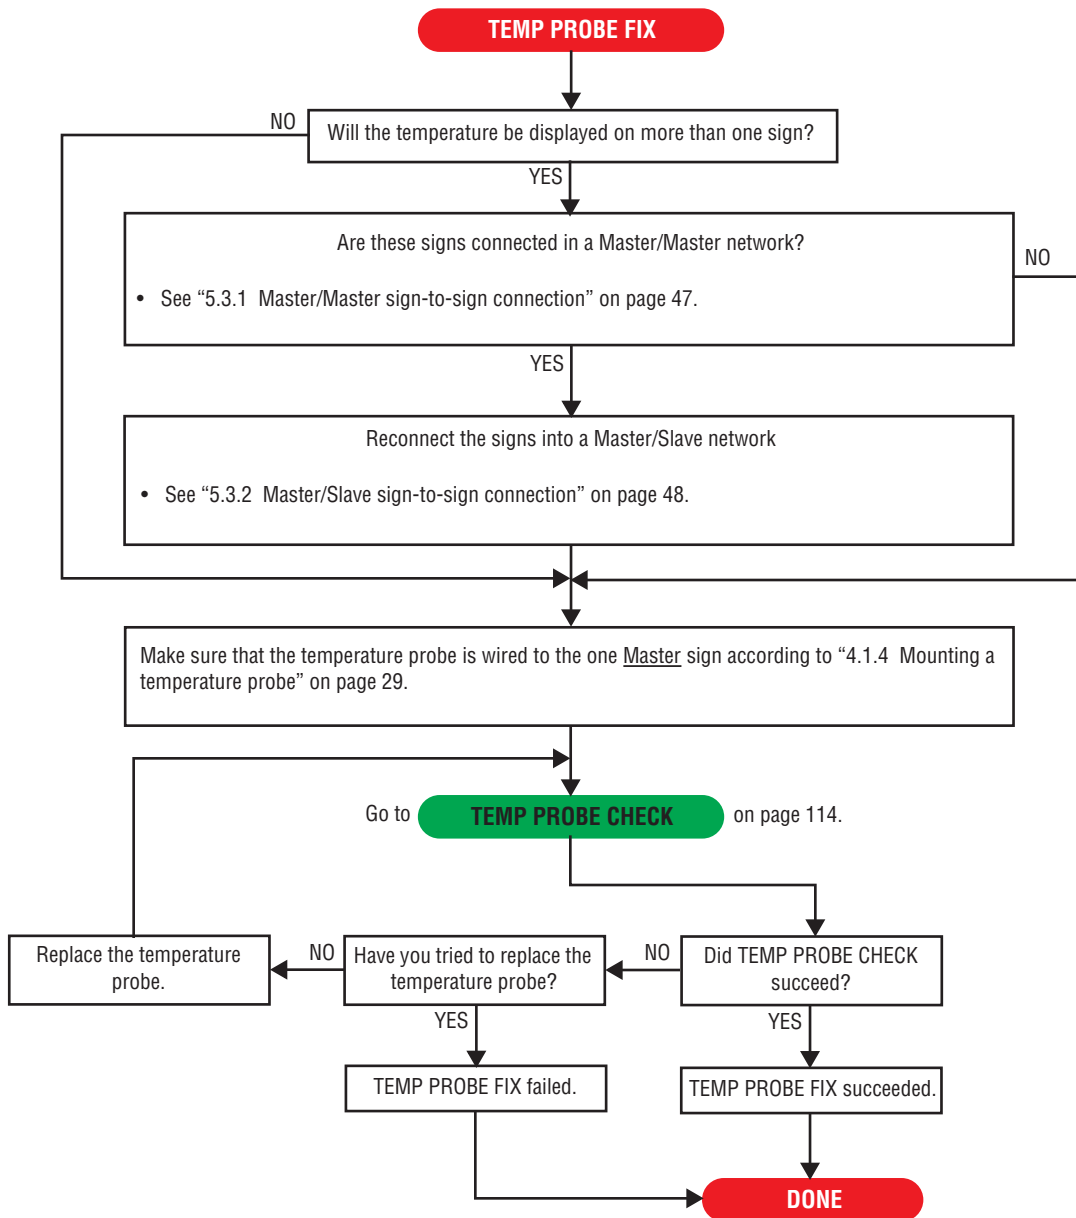 TEMP PROBE FIX
NO
Will the temperature be displayed on more than one sign?
YES
Are these signs connected in a Master/Master network?
NO
• See “5.3.1  Master/Master sign-to-sign connection” on page 47.
YES
Reconnect the signs into a Master/Slave network
• See “5.3.2  Master/Slave sign-to-sign connection” on page 48.
Make sure that the temperature probe is wired to the one Master sign according to “4.1.4  Mounting a
temperature probe” on page 29.
Go to
TEMP PROBE CHECK
on page 114.
Replace the temperature
probe.
NO
Have you tried to replace the
temperature probe?
NO
Did TEMP PROBE CHECK
succeed?
YES
YES
TEMP PROBE FIX failed.
TEMP PROBE FIX succeeded.
DONE